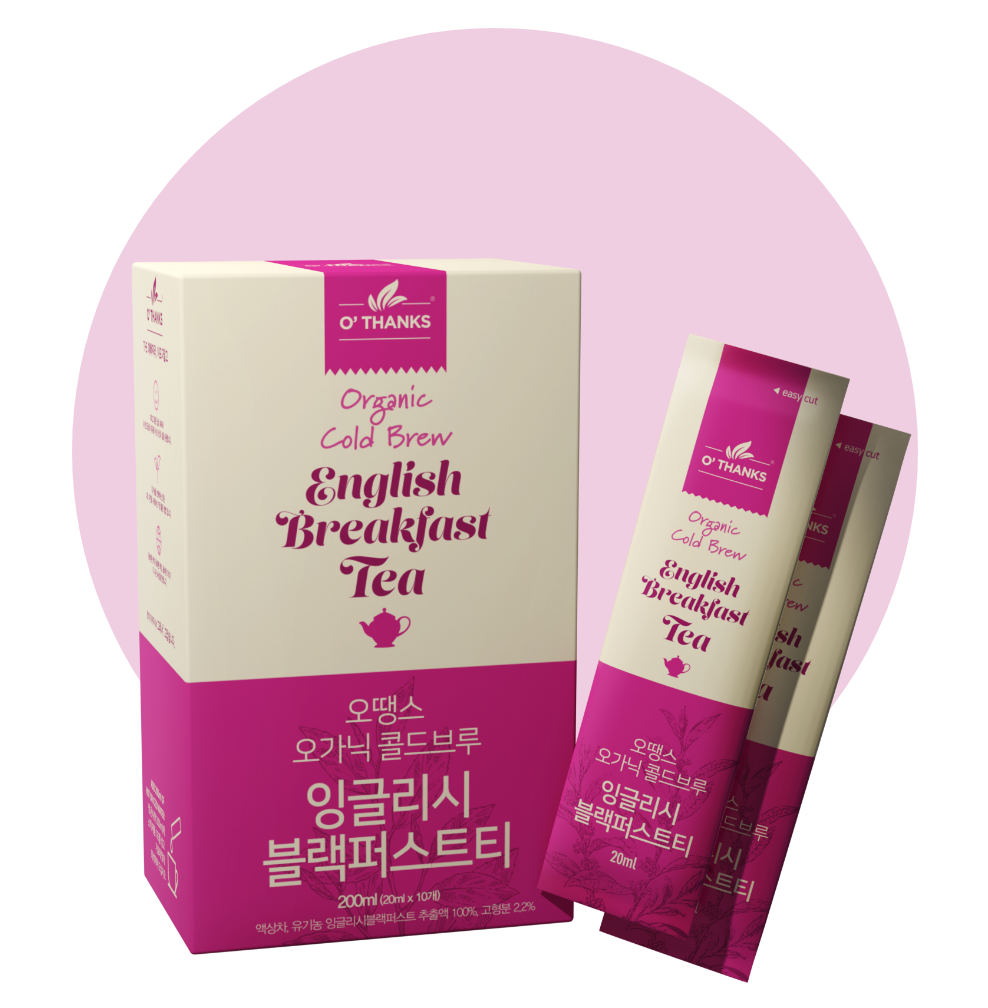 O' THANKS
Organic
Cold Brew
English
Breakfast
Tea
오땡스
오가닉 콜드브루
잉글리시
블랙퍼스트티
200ml (20ml x 10개)
액상차, 유기농 잉글리시블랙퍼스트 추출액 100%, 고형분 2.2%
O' THANKS
◀ easy cut
O' THANKS
Organic
Cold Brew
English
Breakfast
Tea
오땡스
오가닉 콜드브루
잉글리시
블랙퍼스트티
20ml
◀ easy cut